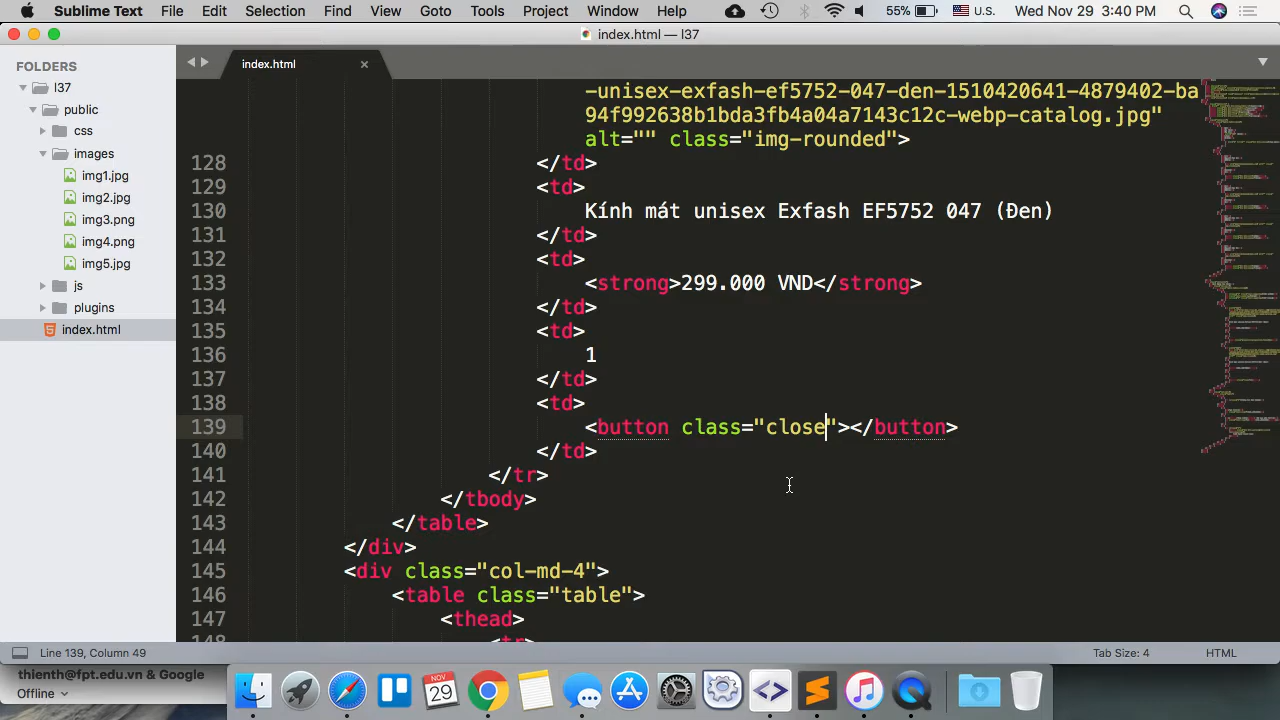 Sublime Text File Edit Selection Find View Goto Tools Project Window Help 55% U.S. Wed Nov 29 3:40 PM
index.html — l37
FOLDERS
l37
public
css
images
img1.jpg
img2.jpg
img3.png
img4.png
img5.jpg
js
plugins
index.html
index.html ×
-unisex-exfash-ef5752-047-den-1510420641-4879402-ba
94f992638b1bda3fb4a04a7143c12c-webp-catalog.jpg"
alt="" class="img-rounded">
128 </td>
129 <td>
130 Kính mát unisex Exfash EF5752 047 (Đen)
131 </td>
132 <td>
133 <strong>299.000 VND</strong>
134 </td>
135 <td>
136 1
137 </td>
138 <td>
139 <button class="close"></button>
140 </td>
141 </tr>
142 </tbody>
143 </table>
144 </div>
145 <div class="col-md-4">
146 <table class="table">
147 <thead>
148 <tr>
Line 139, Column 49 Tab Size: 4 HTML
thienth@fpt.edu.vn & Google
Offline
NOV
29